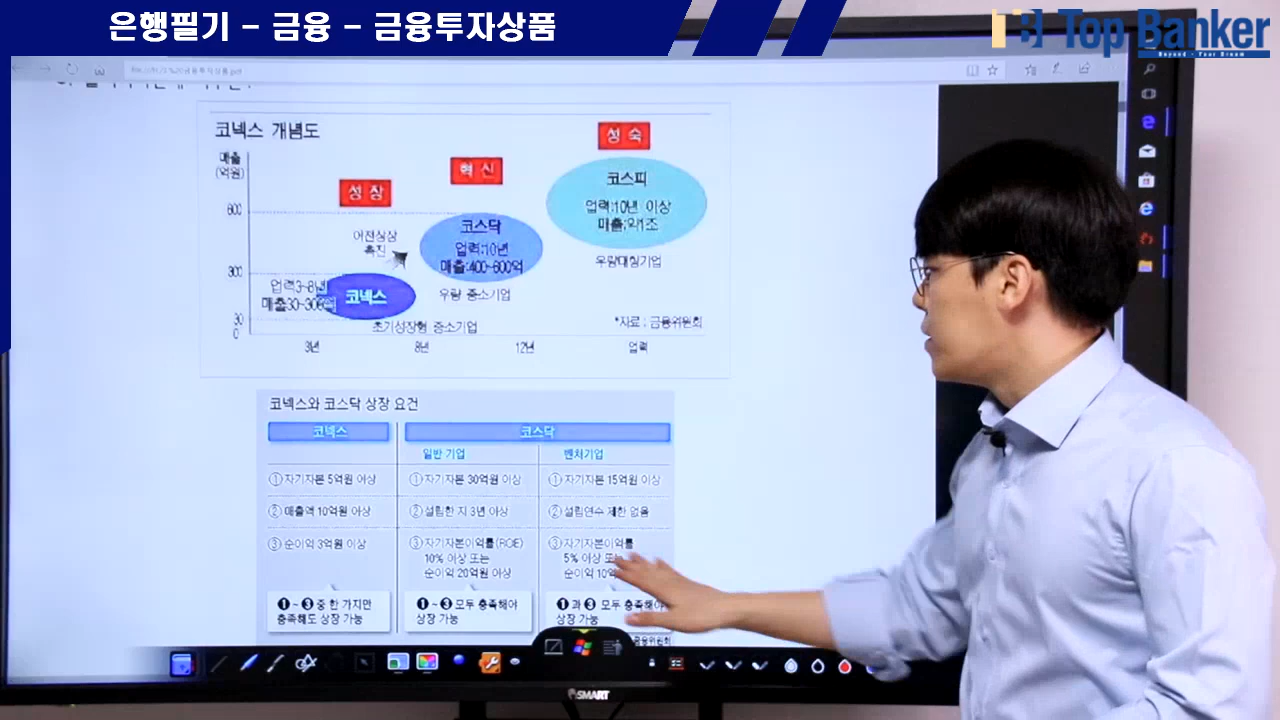 은행필기 - 금융 - 금융투자상품
Top Banker
Beyond - Your Dream
코넥스 개념도
매출
(억원)
600
300
30
0
성장
혁신
성숙
코스피
업력:10년 이상
매출:약1조
우량대형기업
코스닥
업력:10년
매출:400~600억
우량 중소기업
이전상장
촉진
업력3~8년
매출30~300억
코넥스
초기성장형 중소기업
*자료 : 금융위원회
3년
8년
12년
업력
코넥스와 코스닥 상장 요건
코넥스
코스닥
일반 기업
벤처기업
①자기자본 5억원 이상
①자기자본 30억원 이상
①자기자본 15억원 이상
②매출액 10억원 이상
②설립한 지 3년 이상
②설립연수 제한 없음
③순이익 3억원 이상
③자기자본이익률(ROE)
10% 이상 또는
순이익 20억원 이상
③자기자본이익률
5% 이상 또는
순이익 10억
❶~❸ 중 한 가지만
충족해도 상장 가능
❶~❸ 모두 충족해야
상장 가능
❶과 ❸ 모두 충족해야
상장 가능
금융위원회
SMART